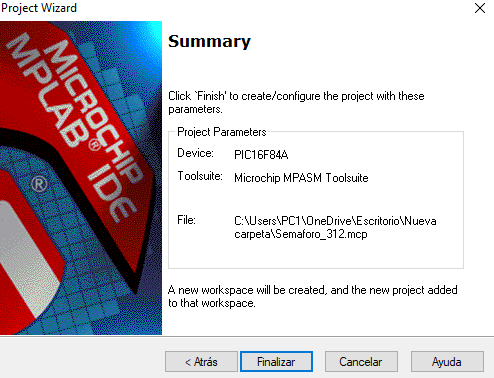 Project Wizard
Summary
MICROCHIP
MPLAB® IDE
®
Click `Finish' to create/configure the project with these
parameters.
Project Parameters
Device: PIC16F84A
Toolsuite: Microchip MPASM Toolsuite
File: C:\Users\PC1\OneDrive\Escritorio\Nueva
carpeta\Semaforo_312.mcp
A new workspace will be created, and the new project added
to that workspace.
< Atrás Finalizar Cancelar Ayuda